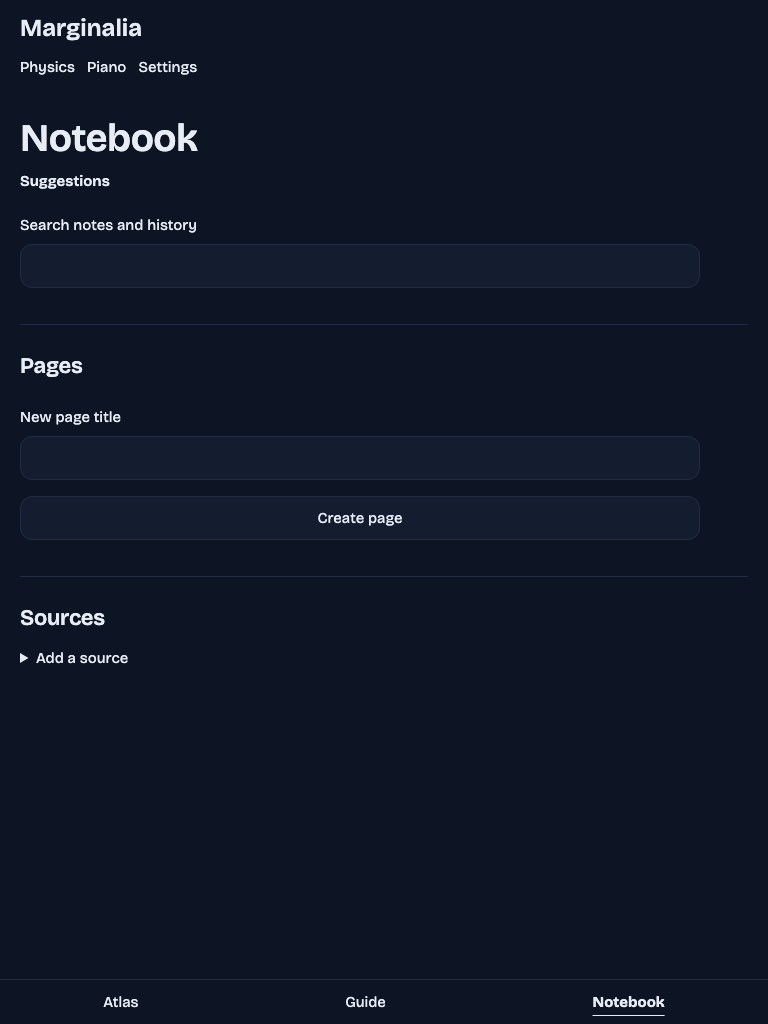 Marginalia
Physics Piano Settings
Notebook
Suggestions
Search notes and history
Pages
New page title
Create page
Sources
Add a source
Atlas Guide Notebook